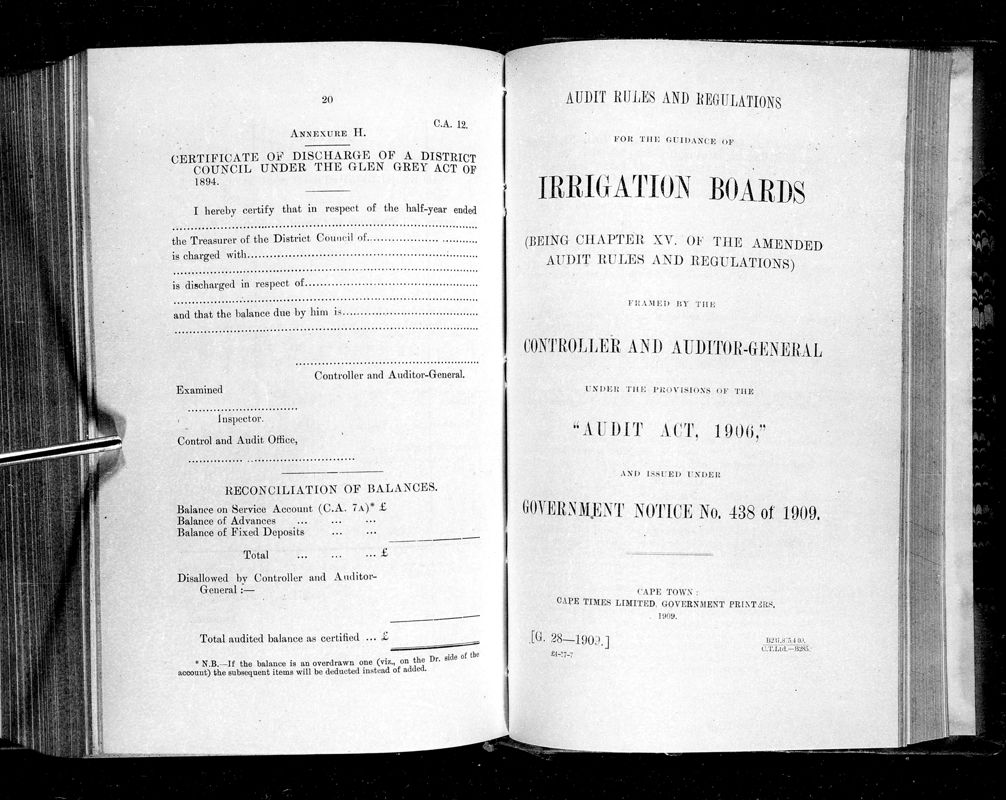 20
C.A. 12.
ANNEXURE H.
CERTIFICATE OF DISCHARGE OF A DISTRICT
COUNCIL UNDER THE GLEN GREY ACT OF
1894.
I hereby certify that in respect of the half-year ended
the Treasurer of the District Council of
is charged with
is discharged in respect of
and that the balance due by him is
Controller and Auditor-General.
Examined
Inspector.
Control and Audit Office,
RECONCILIATION OF BALANCES.
Balance on Service Account (C.A. 7A)* £
Balance of Advances ... ... ...
Balance of Fixed Deposits ... ...
Total ... ... ... £
Disallowed by Controller and Auditor-
General :—
Total audited balance as certified ... £
* N.B.—If the balance is an overdrawn one (viz., on the Dr. side of the
account) the subsequent items will be deducted instead of added.
AUDIT RULES AND REGULATIONS
FOR THE GUIDANCE OF
IRRIGATION BOARDS
(BEING CHAPTER XV. OF THE AMENDED
AUDIT RULES AND REGULATIONS)
FRAMED BY THE
CONTROLLER AND AUDITOR-GENERAL
UNDER THE PROVISIONS OF THE
"AUDIT ACT, 1906,"
AND ISSUED UNDER
GOVERNMENT NOTICE No. 438 of 1909.
CAPE TOWN :
CAPE TIMES LIMITED, GOVERNMENT PRINTERS.
1909.
[G. 28—1909.]
C.T.Ltd.—B285.